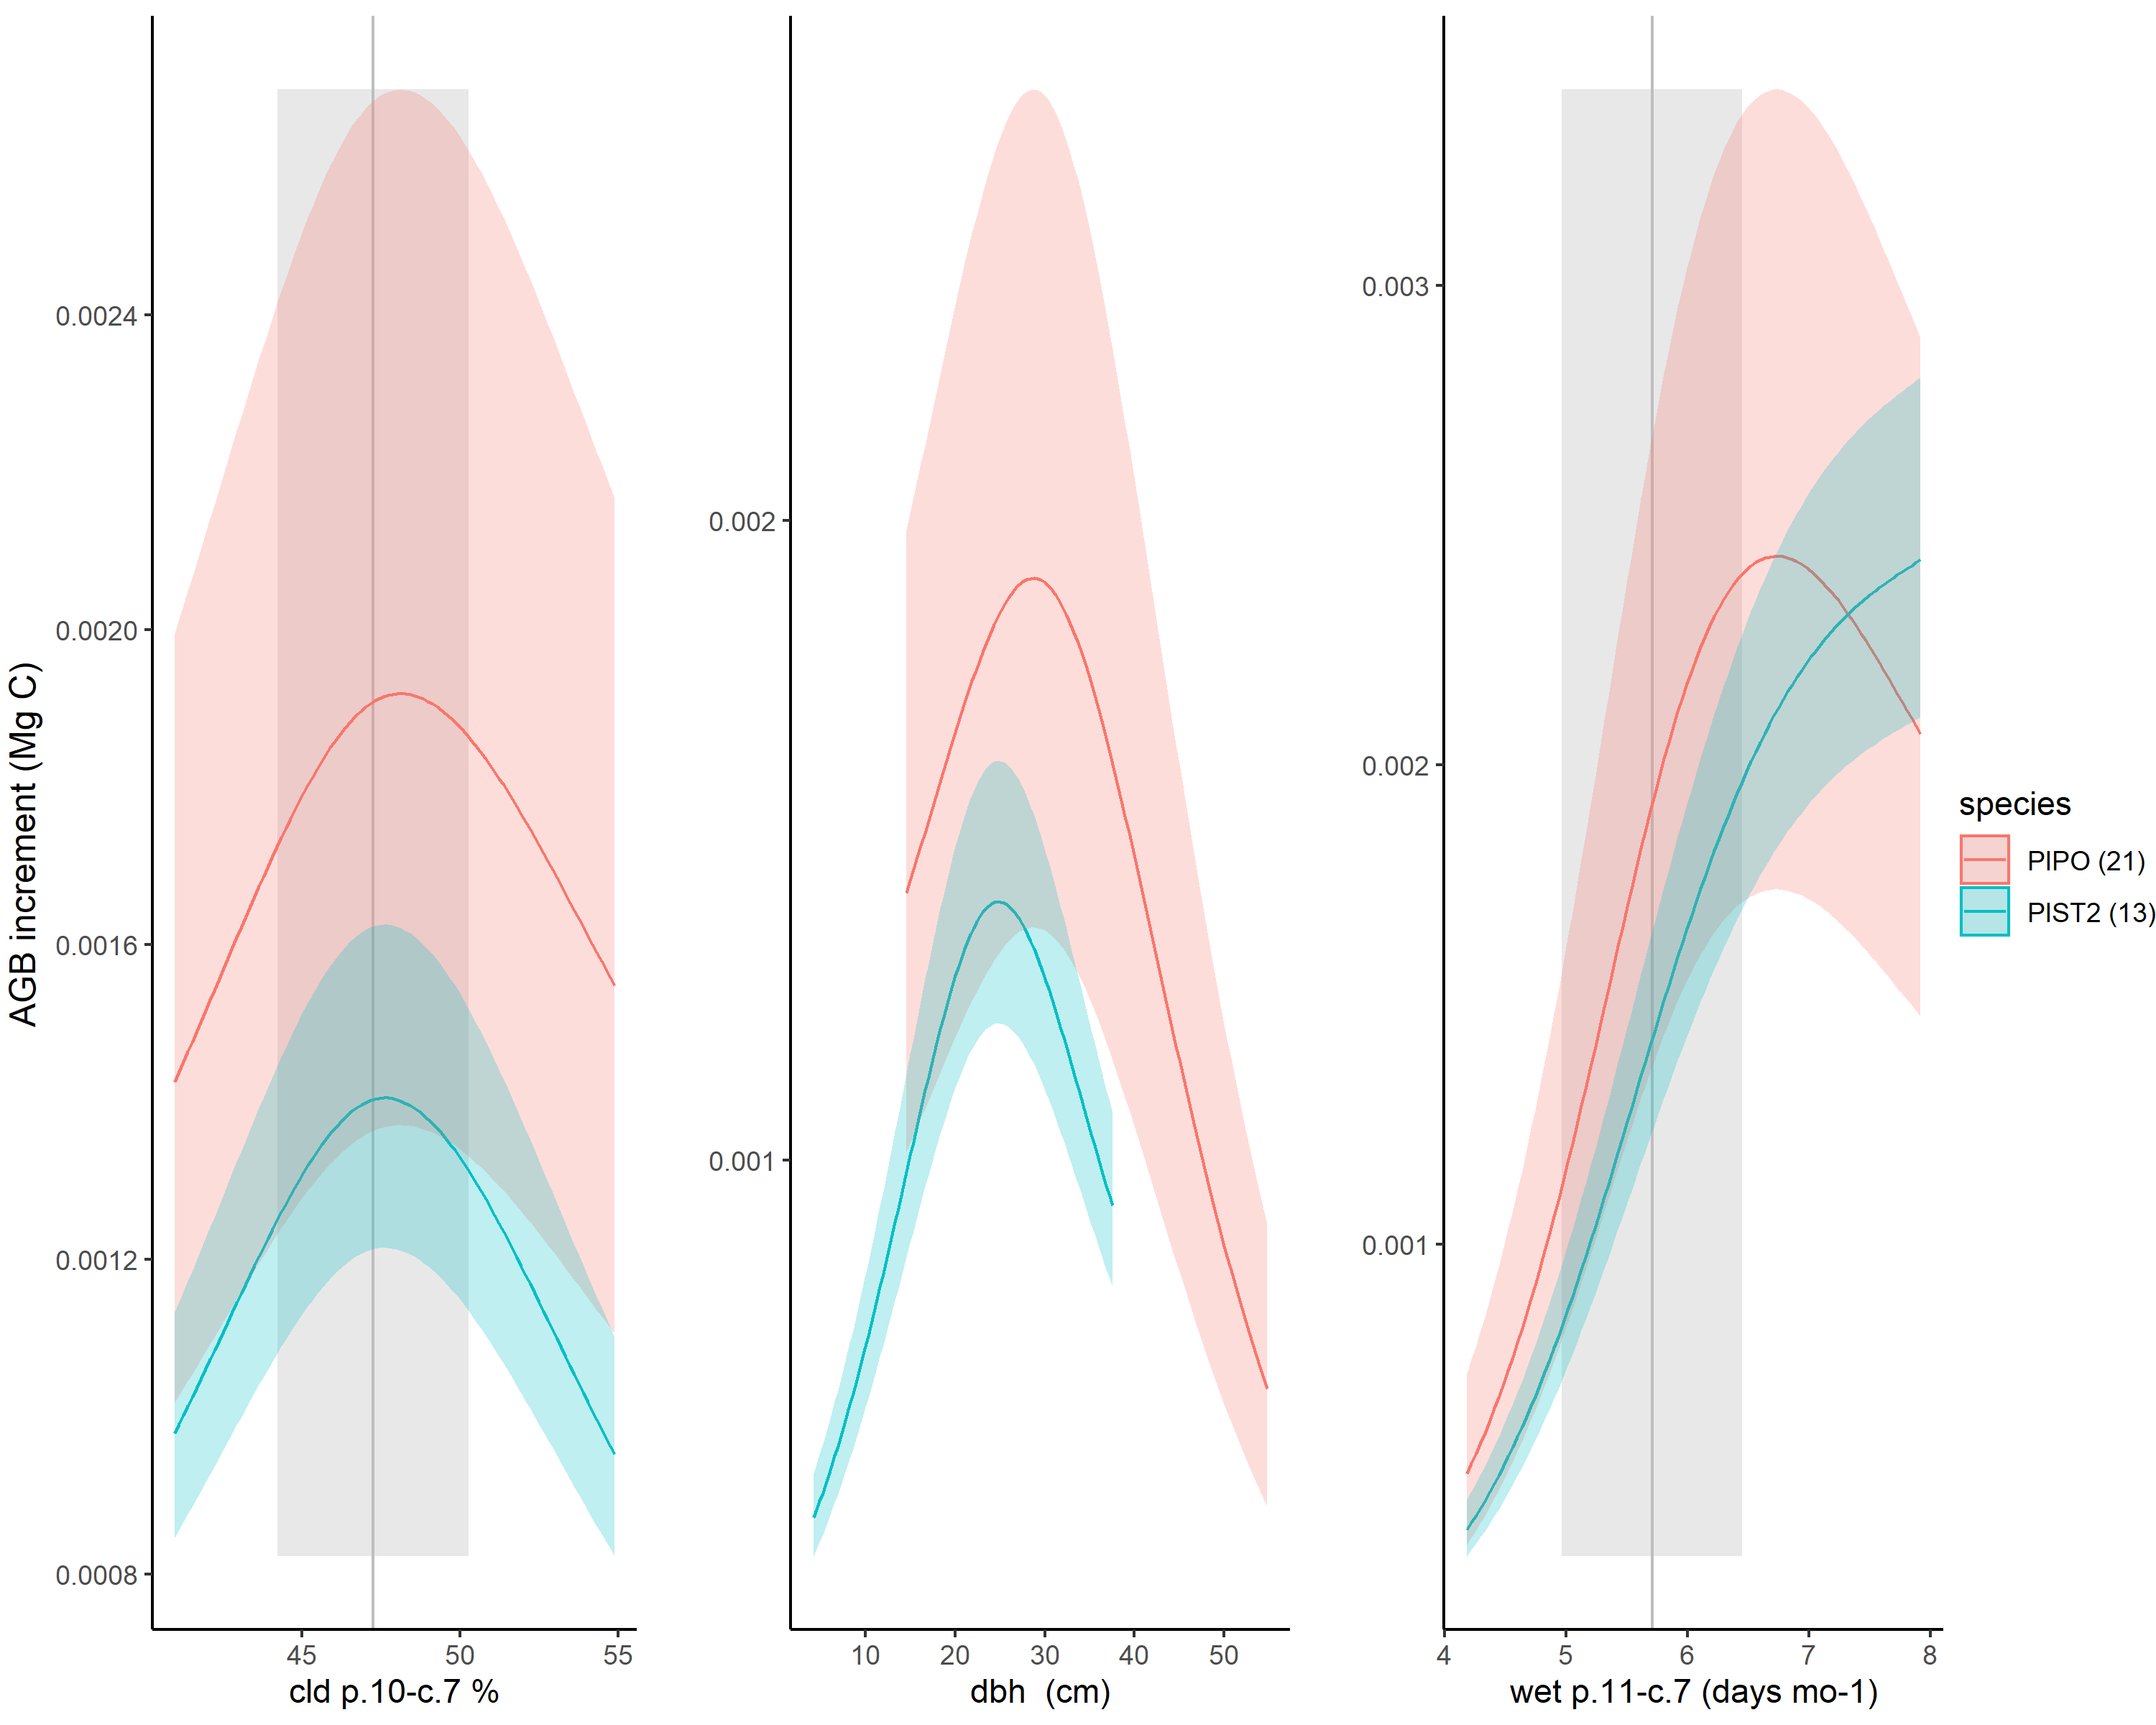 AGB increment (Mg C)
0.0024
0.0020
0.0016
0.0012
0.0008
45 50 55
cld p.10-c.7 %
0.002
0.001
10 20 30 40 50
dbh (cm)
0.003
0.002
0.001
4 5 6 7 8
wet p.11-c.7 (days mo-1)
species
PIPO (21)
PIST2 (13)